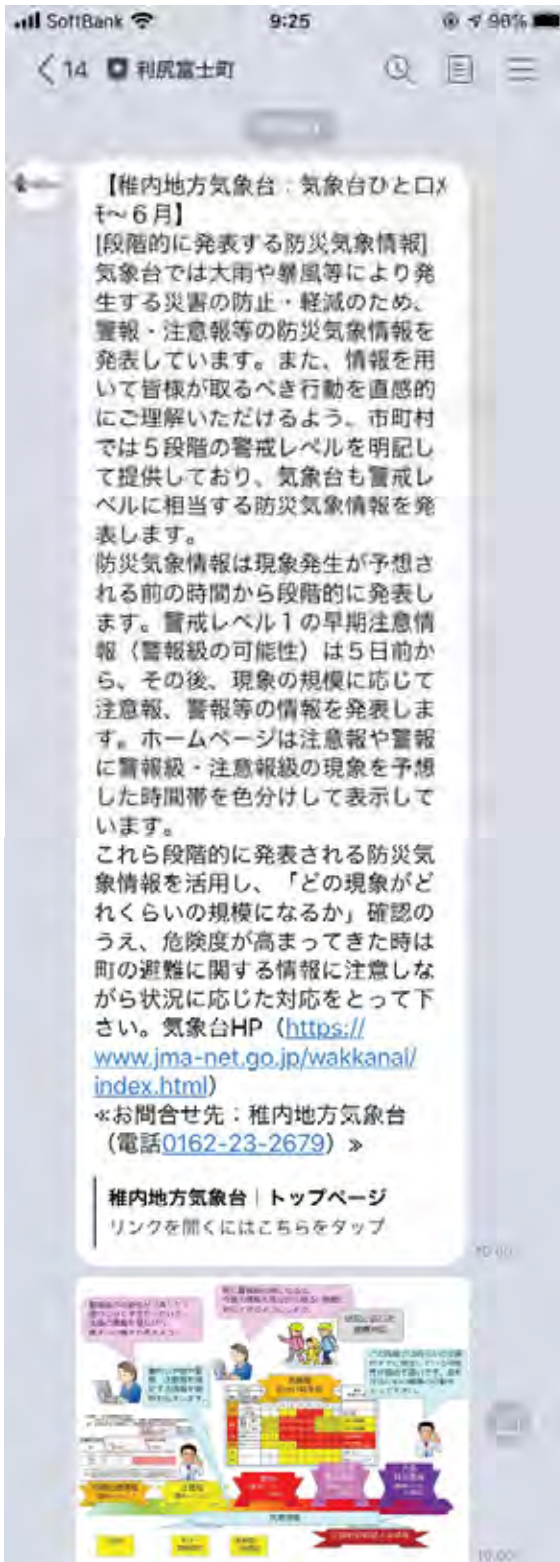 SoftBank
9:25
98%
14
利尻富士町
【稚内地方気象台：気象台ひと口ﾒ
ﾓ～６月】
[段階的に発表する防災気象情報]
気象台では大雨や暴風等により発
生する災害の防止・軽減のため、
警報・注意報等の防災気象情報を
発表しています。また、情報を用
いて皆様が取るべき行動を直感的
にご理解いただけるよう、市町村
では５段階の警戒レベルを明記し
て提供しており、気象台も警戒レ
ベルに相当する防災気象情報を発
表します。
防災気象情報は現象発生が予想さ
れる前の時間から段階的に発表し
ます。警戒レベル１の早期注意情
報（警報級の可能性）は５日前か
ら、その後、現象の規模に応じて
注意報、警報等の情報を発表しま
す。ホームページは注意報や警報
に警報級・注意報級の現象を予想
した時間帯を色分けして表示して
います。
これら段階的に発表される防災気
象情報を活用し、「どの現象がど
れくらいの規模になるか」確認の
うえ、危険度が高まってきた時は
町の避難に関する情報に注意しな
がら状況に応じた対応をとって下
さい。気象台HP（https://
www.jma-net.go.jp/wakkanai/
index.html）
≪お問合せ先：稚内地方気象台
（電話0162-23-2679）≫
稚内地方気象台｜トップページ
リンクを開くにはこちらをタップ
10:00
10:00